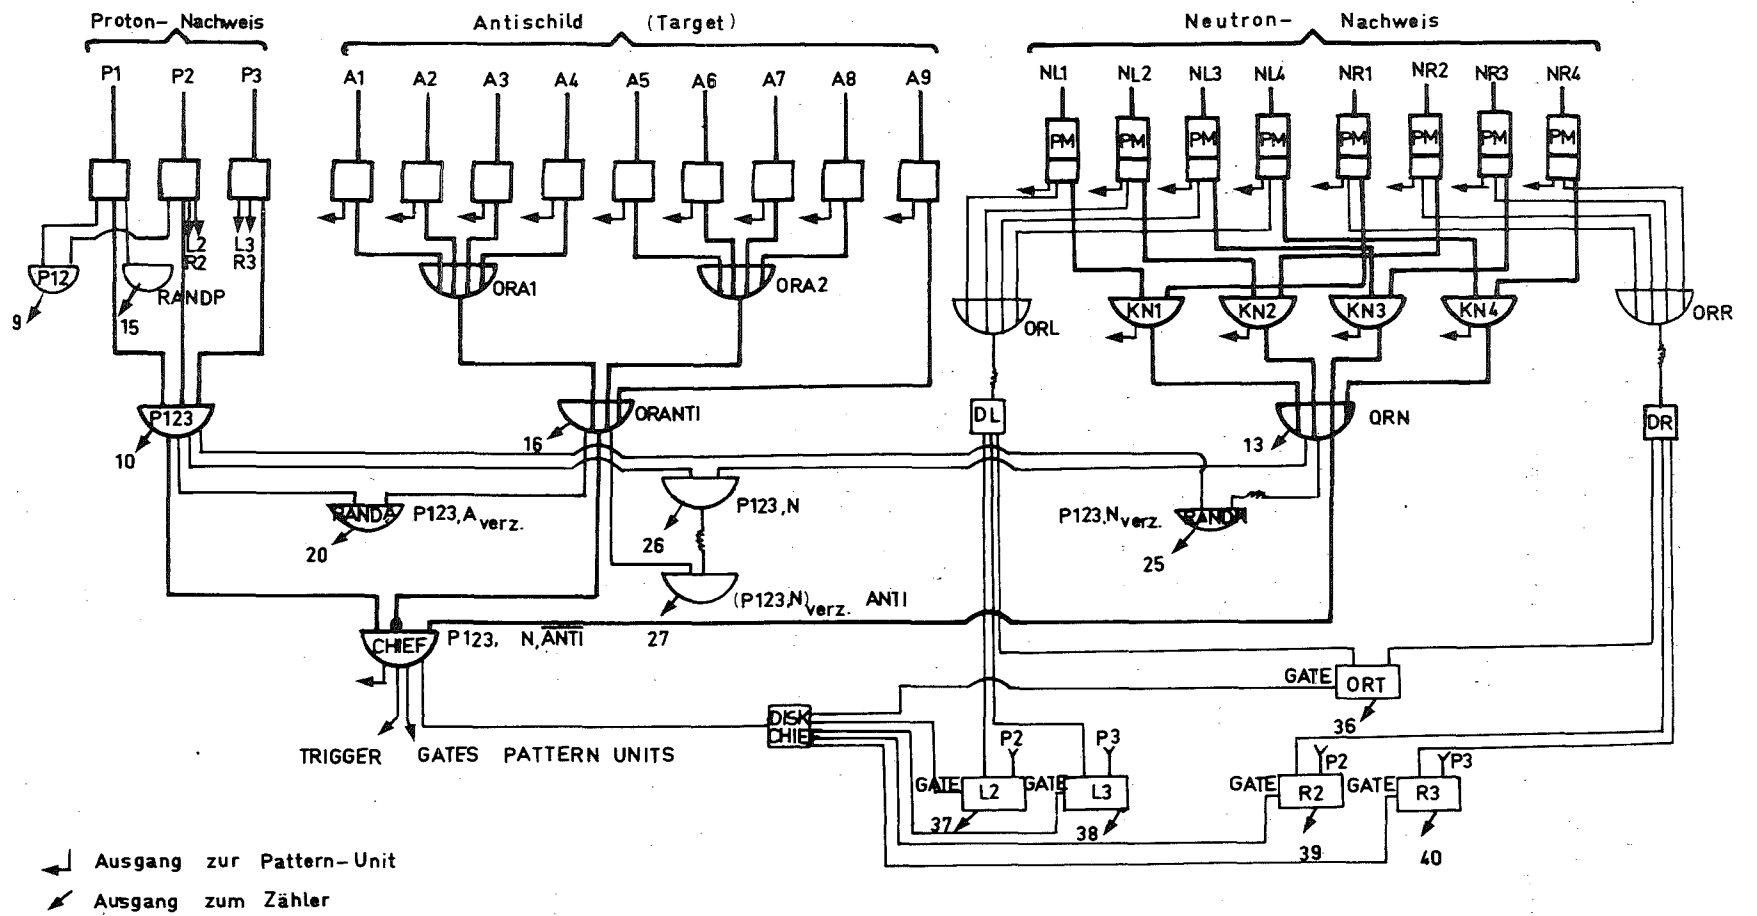 Proton- Nachweis
Antischild (Target)
Neutron- Nachweis
P1 P2 P3
A1 A2 A3 A4 A5 A6 A7 A8 A9
NL1 NL2 NL3 NL4 NR1 NR2 NR3 NR4
PM PM PM PM PM PM PM PM
L2 L3
R2 R3
P12
RANDP
9
15
ORA1
ORA2
ORL
KN1 KN2 KN3 KN4
ORR
P123
ORANTI
DL
ORN
DR
10
16
13
RANDA
P123,A verz.
P123,N
P123,N verz.
RANDN
20
26
25
(P123,N) verz. ANTI
27
CHIEF
P123, N,ANTI
GATE
ORT
36
DISK
CHIEF
TRIGGER
GATES PATTERN UNITS
P2 P3
GATE
L2
GATE
L3
P2 P3
GATE
R2
GATE
R3
37
38
39
40
Ausgang zur Pattern-Unit
Ausgang zum Zähler